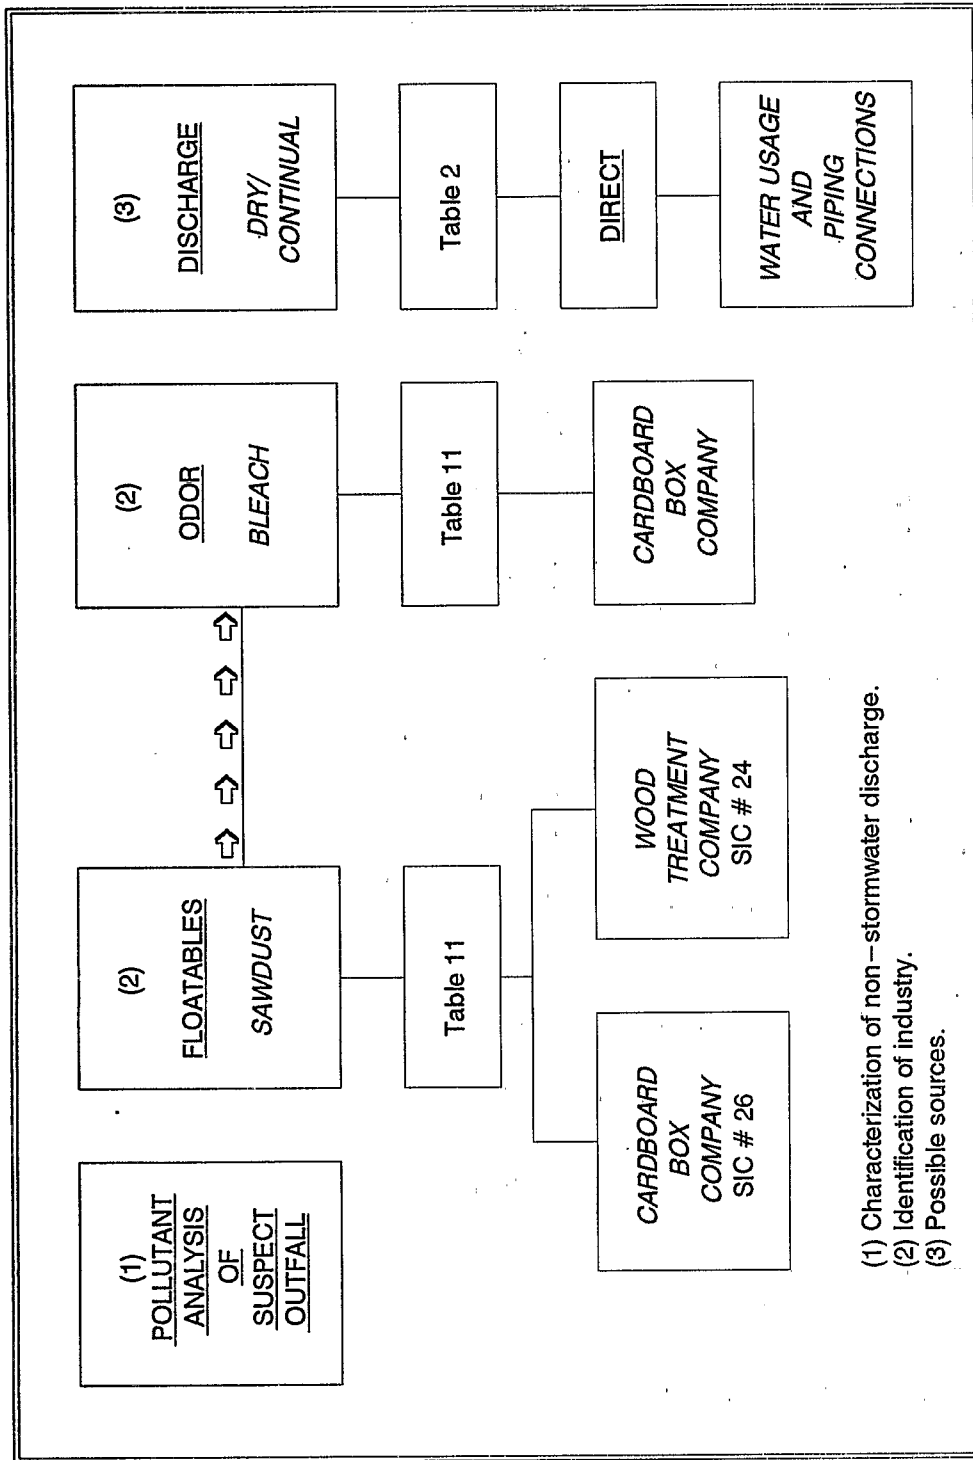 (1)
POLLUTANT
ANALYSIS
OF
SUSPECT
OUTFALL
(2)
FLOATABLES
SAWDUST
Table 11
CARDBOARD
BOX
COMPANY
SIC # 26
WOOD
TREATMENT
COMPANY
SIC # 24
(2)
ODOR
BLEACH
Table 11
CARDBOARD
BOX
COMPANY
(3)
DISCHARGE
DRY/
CONTINUAL
Table 2
DIRECT
WATER USAGE
AND
PIPING
CONNECTIONS
(1) Characterization of non-stormwater discharge.
(2) Identification of industry.
(3) Possible sources.